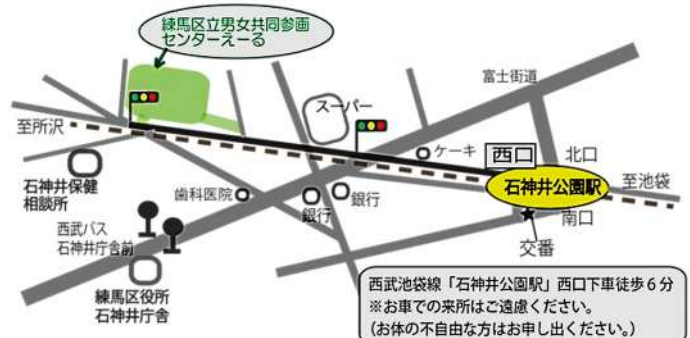 練馬区立男女共同参画
センターえーる
富士街道
スーパー
至所沢
ケーキ
西口
北口
石神井公園駅
至池袋
石神井保健
相談所
歯科医院
銀行
銀行
南口
西武バス
石神井庁舎前
交番
練馬区役所
石神井庁舎
西武池袋線「石神井公園駅」西口下車徒歩6分
※お車での来所はご遠慮ください。
(お体の不自由な方はお申し出ください。)